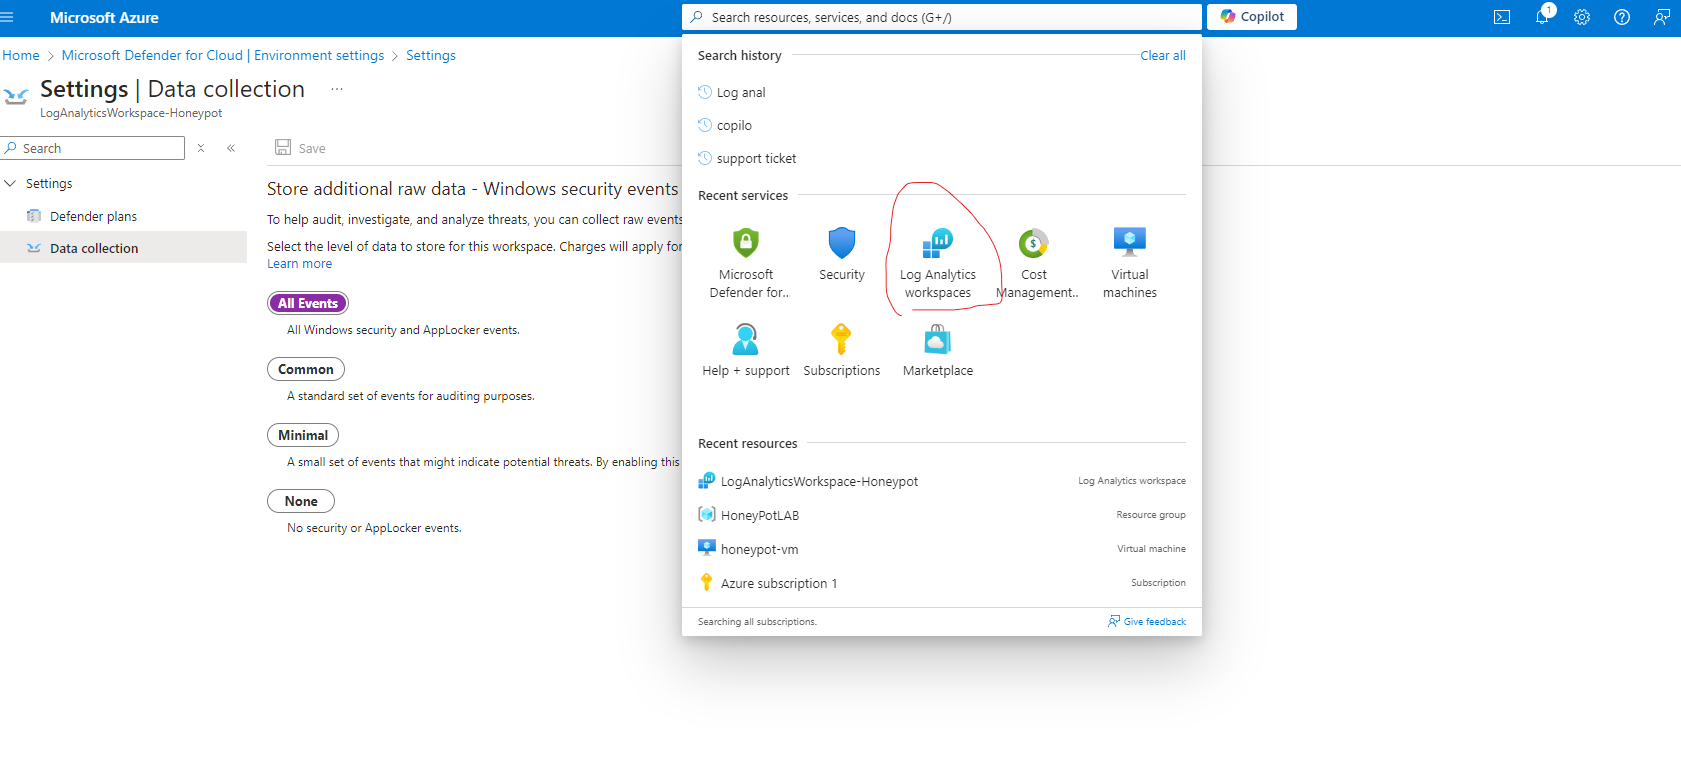 Microsoft Azure
Search resources, services, and docs (G+/)
Copilot
1
Home > Microsoft Defender for Cloud | Environment settings > Settings
Settings | Data collection ...
LogAnalyticsWorkspace-Honeypot
Search
Save
Settings
Defender plans
Data collection
Store additional raw data - Windows security events
To help audit, investigate, and analyze threats, you can collect raw events
Select the level of data to store for this workspace. Charges will apply for
Learn more
All Events
All Windows security and AppLocker events.
Common
A standard set of events for auditing purposes.
Minimal
A small set of events that might indicate potential threats. By enabling this
None
No security or AppLocker events.
Search history
Clear all
Log anal
copilo
support ticket
Recent services
Microsoft
Defender for...
Security
Log Analytics
workspaces
Cost
Management...
Virtual
machines
Help + support
Subscriptions
Marketplace
Recent resources
LogAnalyticsWorkspace-Honeypot
Log Analytics workspace
HoneyPotLAB
Resource group
honeypot-vm
Virtual machine
Azure subscription 1
Subscription
Searching all subscriptions.
Give feedback